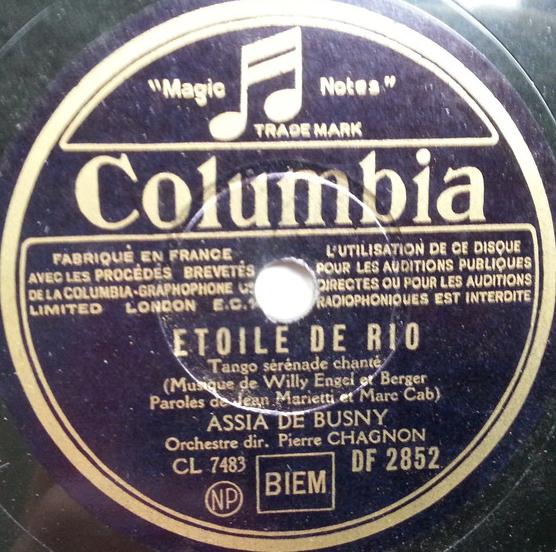 "Magic Notes"
TRADE MARK
Columbia
FABRIQUÉ EN FRANCE
AVEC LES PROCÉDÉS BREVETÉS
DE LA COLUMBIA-GRAPHOPHONE
LIMITED LONDON E.C.1
L'UTILISATION DE CE DISQUE
POUR LES AUDITIONS PUBLIQUES
DIRECTES OU POUR LES AUDITIONS
RADIOPHONIQUES EST INTERDITE
ETOILE DE RIO
Tango sérénade chanté
(Musique de Willy Engel et Berger
Paroles de Jean Marietti et Marc Cab)
ASSIA DE BUSNY
Orchestre dir. Pierre CHAGNON
CL 7483 BIEM DF 2852
NP